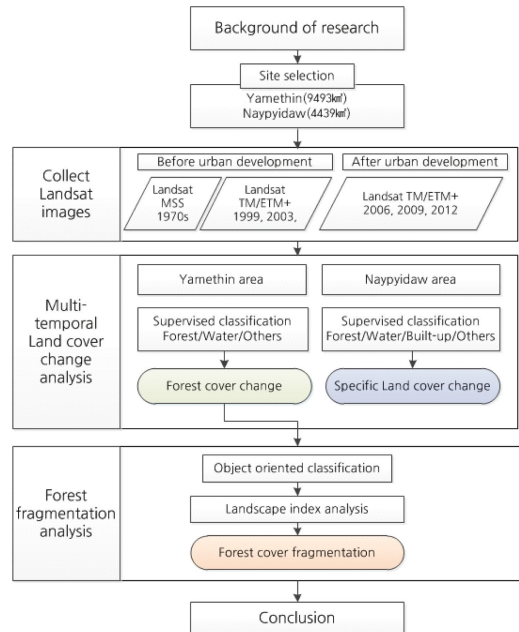 Background of research
Site selection
Yamethin(9493㎢)
Naypyidaw(4439㎢)
Collect
Landsat
images
Before urban development
After urban development
Landsat
MSS
1970s
Landsat
TM/ETM+
1999, 2003,
Landsat TM/ETM+
2006, 2009, 2012
Multi-
temporal
Land cover
change
analysis
Yamethin area
Naypyidaw area
Supervised classification
Forest/Water/Others
Supervised classification
Forest/Water/Built-up/Others
Forest cover change
Specific Land cover change
Forest
fragmentation
analysis
Object oriented classification
Landscape index analysis
Forest cover fragmentation
Conclusion